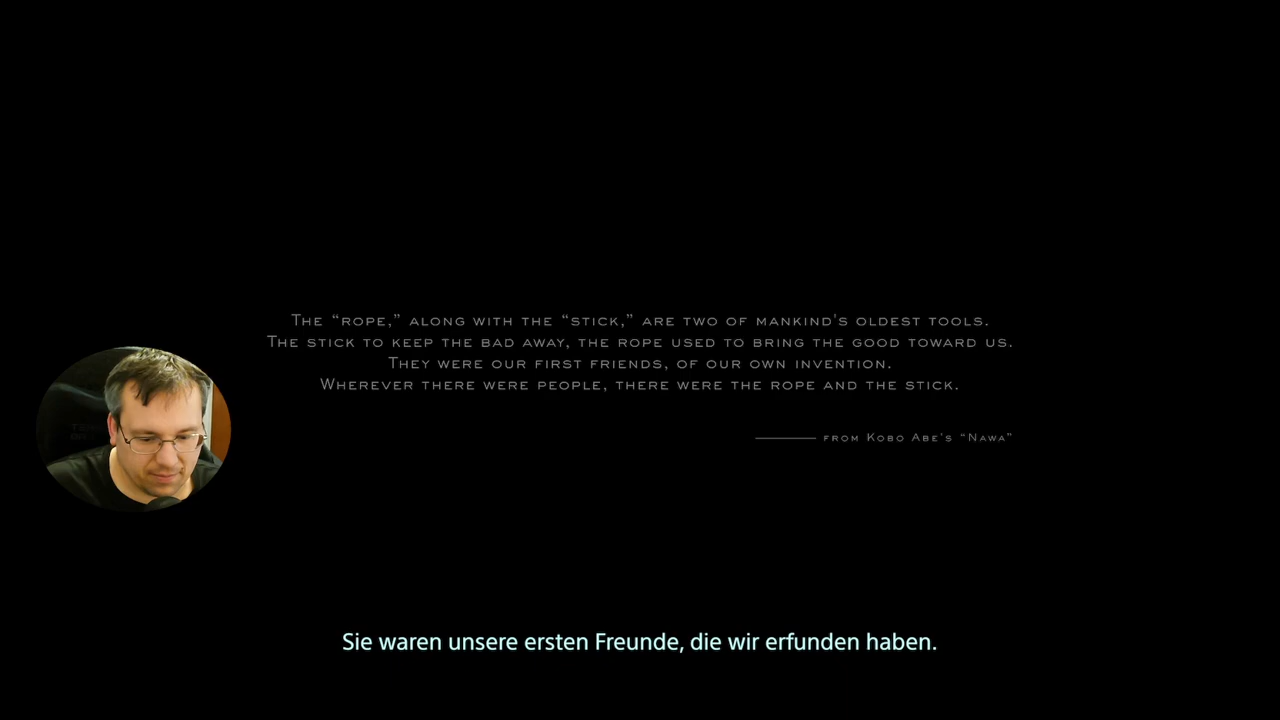 The “rope,” along with the “stick,” are two of mankind's oldest tools.
The stick to keep the bad away, the rope used to bring the good toward us.
They were our first friends, of our own invention.
Wherever there were people, there were the rope and the stick.
from Kobo Abe's “Nawa”
Sie waren unsere ersten Freunde, die wir erfunden haben.